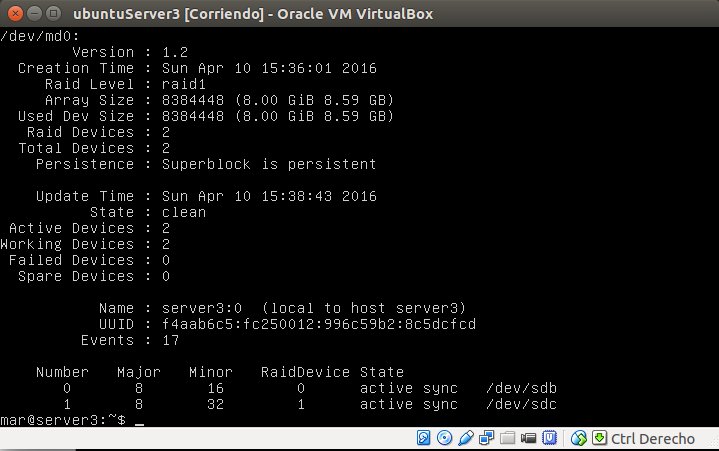 ubuntuServer3 [Corriendo] - Oracle VM VirtualBox
/dev/md0:
Version : 1.2
Creation Time : Sun Apr 10 15:36:01 2016
Raid Level : raid1
Array Size : 8384448 (8.00 GiB 8.59 GB)
Used Dev Size : 8384448 (8.00 GiB 8.59 GB)
Raid Devices : 2
Total Devices : 2
Persistence : Superblock is persistent
Update Time : Sun Apr 10 15:38:43 2016
State : clean
Active Devices : 2
Working Devices : 2
Failed Devices : 0
Spare Devices : 0
Name : server3:0  (local to host server3)
UUID : f4aab6c5:fc250012:996c59b2:8c5dcfcd
Events : 17
Number   Major   Minor   RaidDevice State
0       8       16        0      active sync   /dev/sdb
1       8       32        1      active sync   /dev/sdc
mar@server3:~$ _
Ctrl Derecho